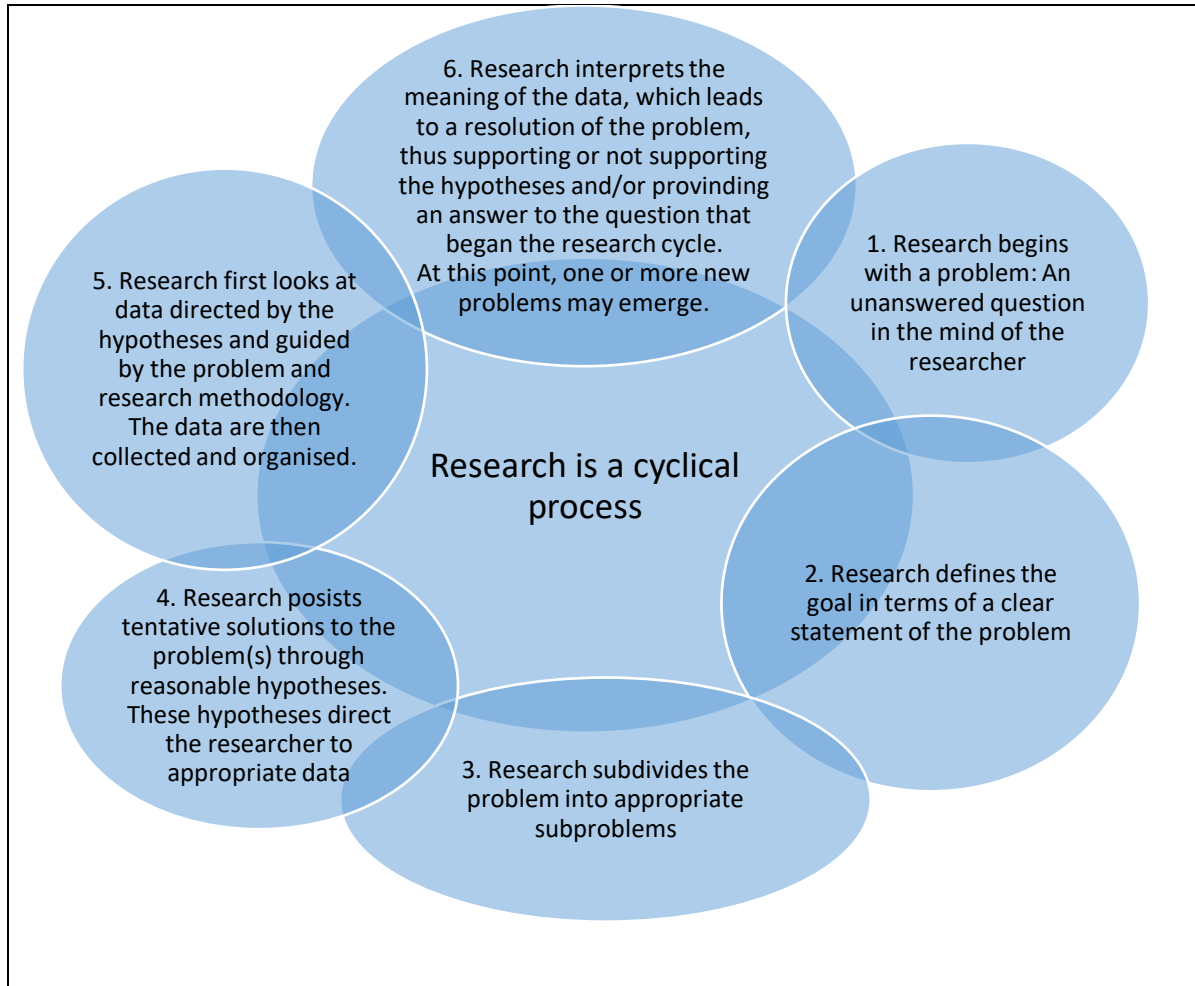 6. Research interprets the
meaning of the data, which leads
to a resolution of the problem,
thus supporting or not supporting
the hypotheses and/or provinding
an answer to the question that
began the research cycle.
At this point, one or more new
problems may emerge.
1. Research begins
with a problem: An
unanswered question
in the mind of the
researcher
5. Research first looks at
data directed by the
hypotheses and guided
by the problem and
research methodology.
The data are then
collected and organised.
Research is a cyclical
process
2. Research defines the
goal in terms of a clear
statement of the problem
4. Research posists
tentative solutions to the
problem(s) through
reasonable hypotheses.
These hypotheses direct
the researcher to
appropriate data
3. Research subdivides the
problem into appropriate
subproblems